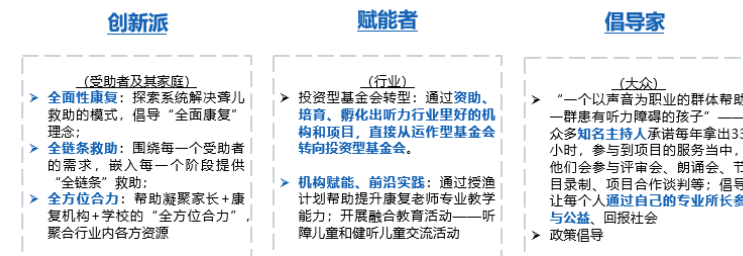 创新派
（受助者及其家庭）
➤ 全面性康复：探索系统解决聋儿
救助的模式，倡导“全面康复”
理念；
➤ 全链条救助：围绕每一个受助者
的需求，嵌入每一个阶段提供
“全链条”救助；
➤ 全方位合力：帮助凝聚家长+康
复机构+学校的“全方位合力”，
聚合行业内各方资源
赋能者
（行业）
➤ 投资型基金会转型：通过资助、
培育、孵化出听力行业里好的机
构和项目，直接从运作型基金会
转向投资型基金会。
➤ 机构赋能、前沿实践：通过授渔
计划帮助提升康复老师专业教学
能力；开展融合教育活动——听
障儿童和健听儿童交流活动
倡导家
（大众）
➤ “一个以声音为职业的群体帮助
一群患有听力障碍的孩子”——
众多知名主持人承诺每年拿出33
小时，参与到项目的服务当中，
他们会参与评审会、朗诵会、节
目录制、项目合作谈判等；倡导
让每个人通过自己的专业所长参
与公益、回报社会
➤ 政策倡导